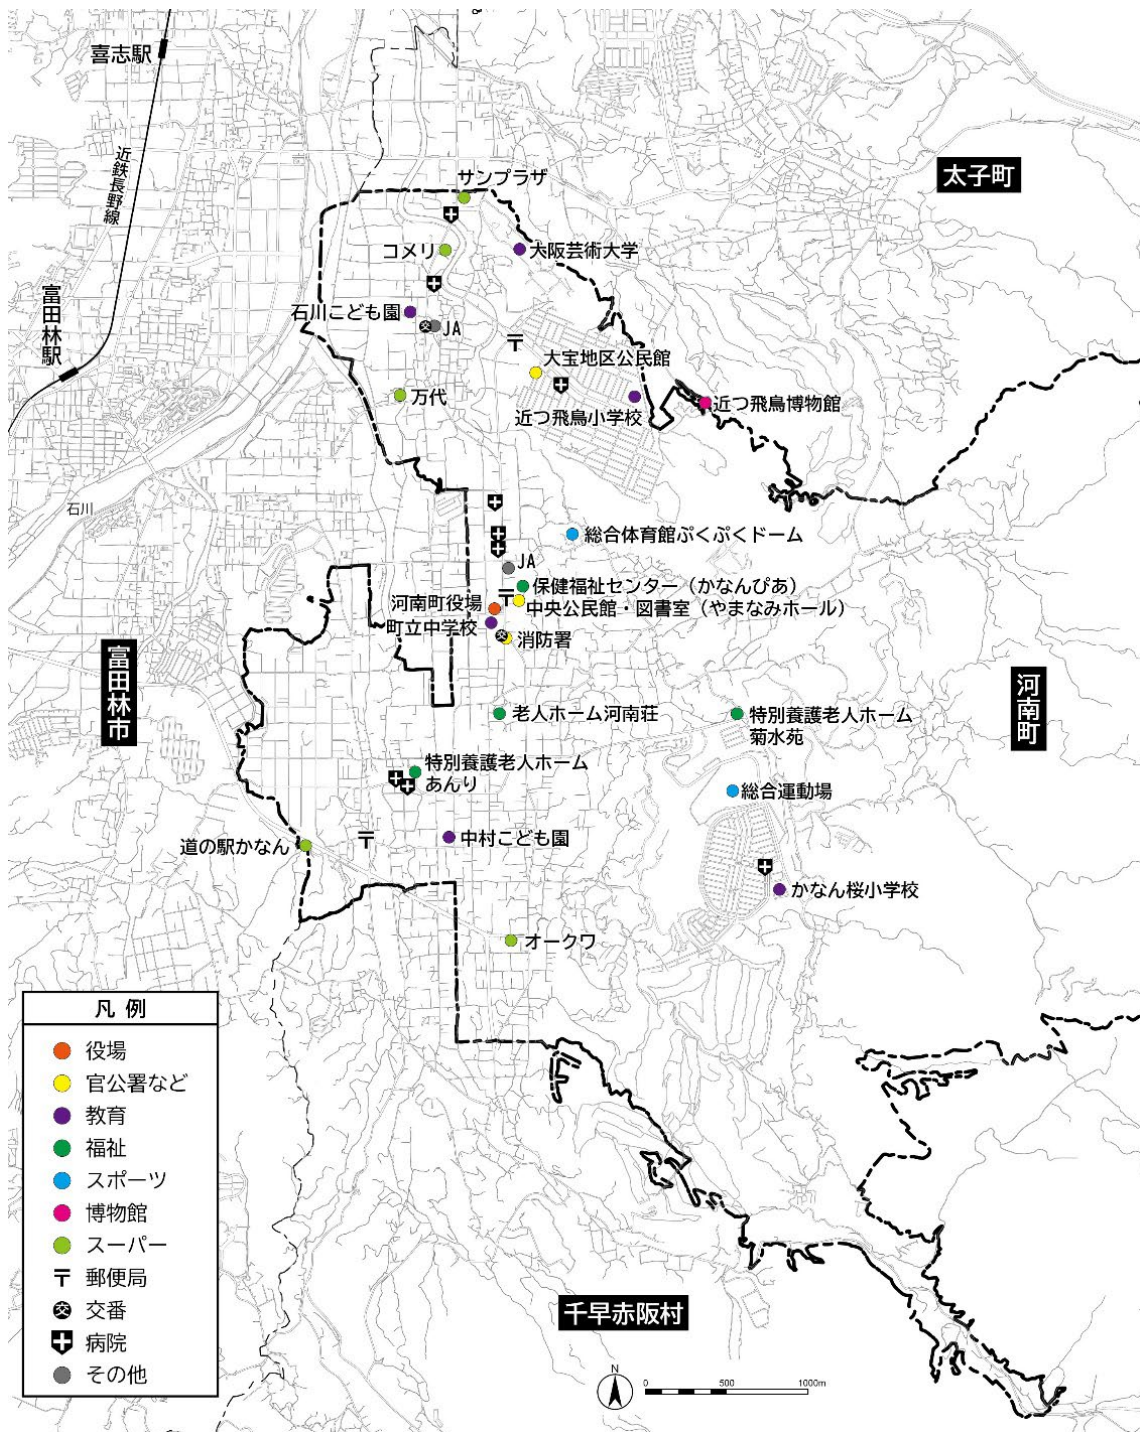 喜志駅
近鉄長野線
富田林駅
太子町
サンプラザ
コメリ
大阪芸術大学
石川こども園
交
JA
〒
大宝地区公民館
万代
近つ飛鳥小学校
近つ飛鳥博物館
石川
総合体育館ぷくぷくドーム
JA
保健福祉センター（かなんぴあ）
〒
河南町役場
中央公民館・図書室（やまなみホール）
町立中学校
交
消防署
富田林市
河南町
老人ホーム河南荘
特別養護老人ホーム
菊水苑
特別養護老人ホーム
あんり
総合運動場
道の駅かなん
〒
中村こども園
かなん桜小学校
オークワ
凡例
役場
官公署など
教育
福祉
スポーツ
博物館
スーパー
〒 郵便局
交 交番
病院
その他
千早赤阪村
N
0 500 1000m